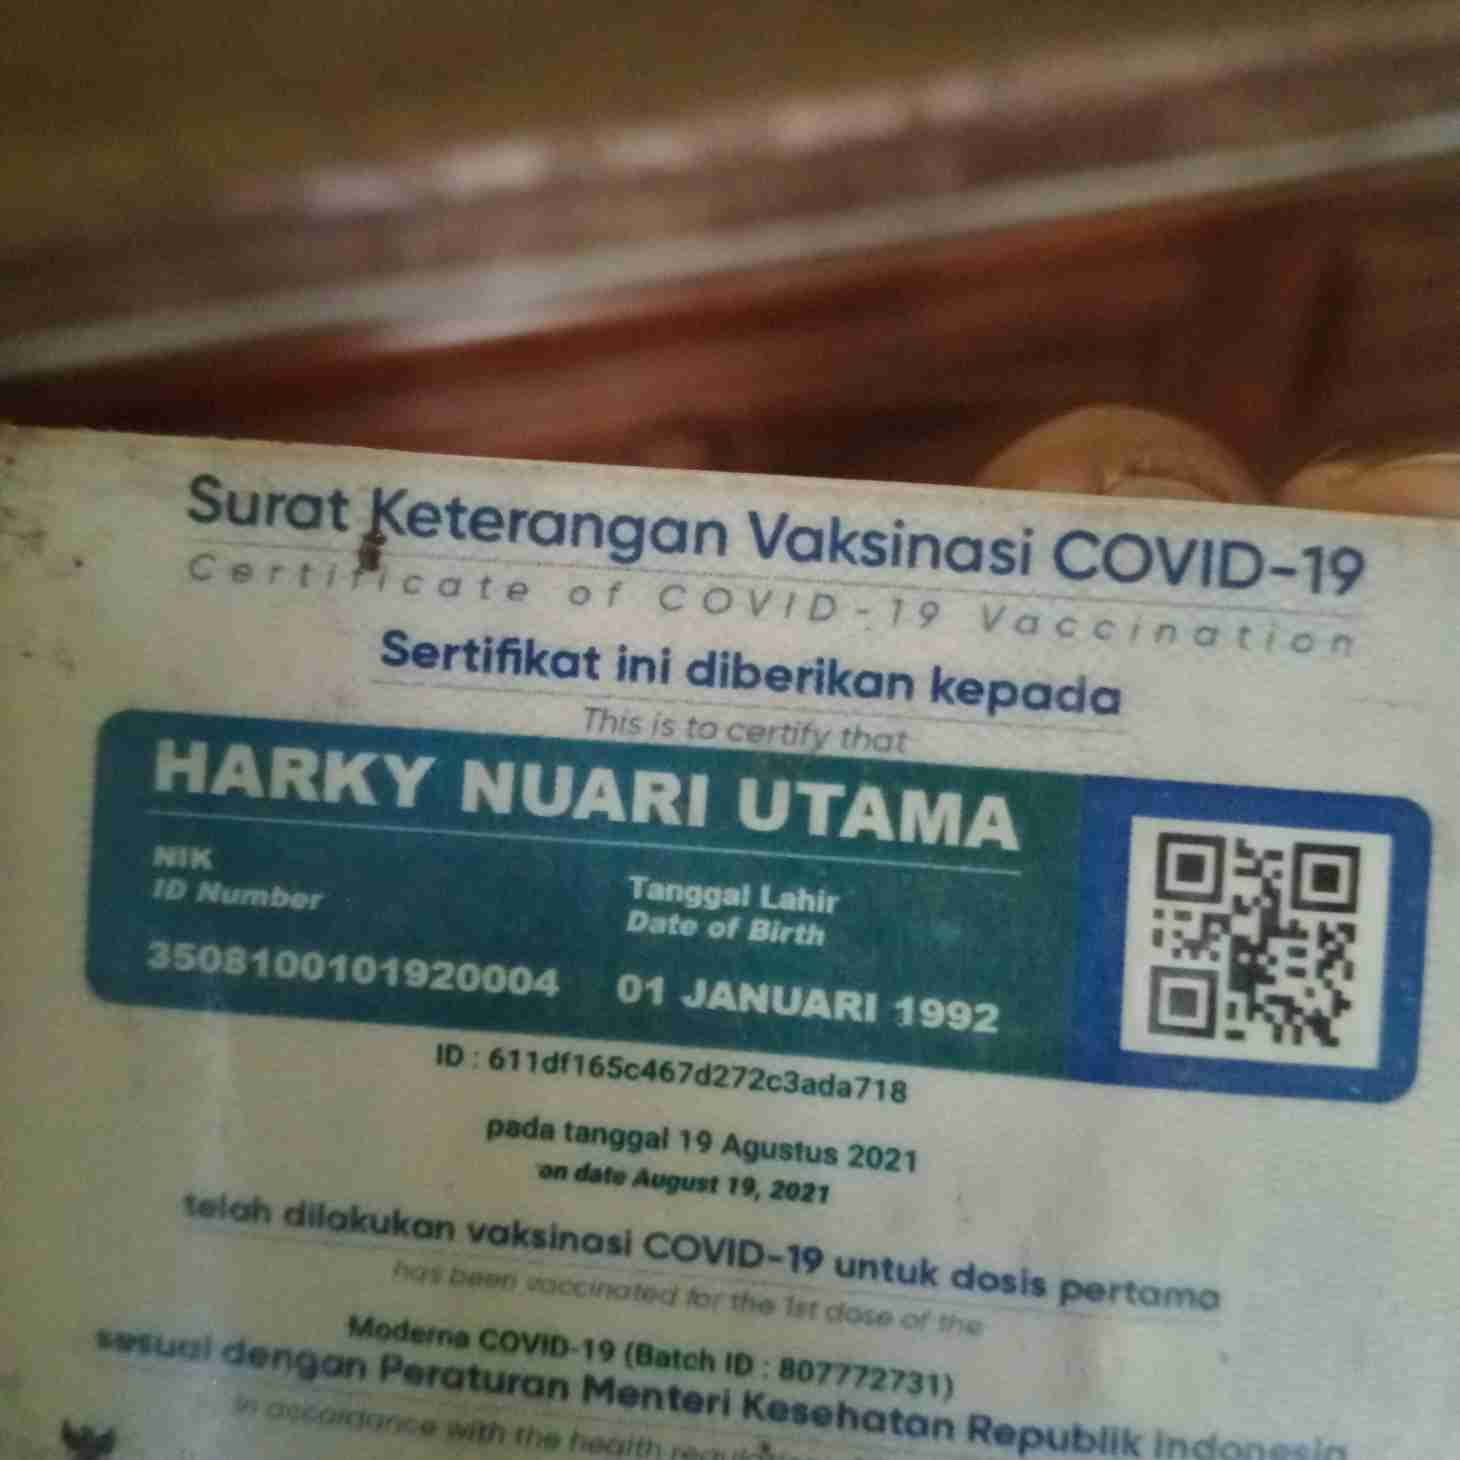 Surat Keterangan Vaksinasi COVID-19
Certificate of COVID-19 Vaccination
Sertifikat ini diberikan kepada
This is to certify that
HARKY NUARI UTAMA
NIK
ID Number
3508100101920004
Tanggal Lahir
Date of Birth
01 JANUARI 1992
ID : 611df165c467d272c3ada718
pada tanggal 19 Agustus 2021
on date August 19, 2021
telah dilakukan vaksinasi COVID-19 untuk dosis pertama
has been vaccinated for the 1st dose of the
Moderna COVID-19 (Batch ID : 807772731)
sesuai dengan Peraturan Menteri Kesehatan Republik Indonesia
in accordance with the health